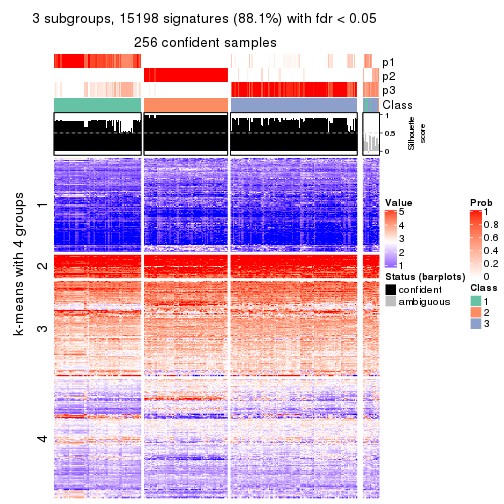 3 subgroups, 15198 signatures (88.1%) with fdr < 0.05
256 confident samples
p1
p2
p3
Class
1
0.5
0
Silhouette
score
k-means with 4 groups
1
2
3
4
Value
5
4
3
2
1
Status (barplots)
confident
ambiguous
Prob
1
0.8
0.6
0.4
0.2
0
Class
1
2
3